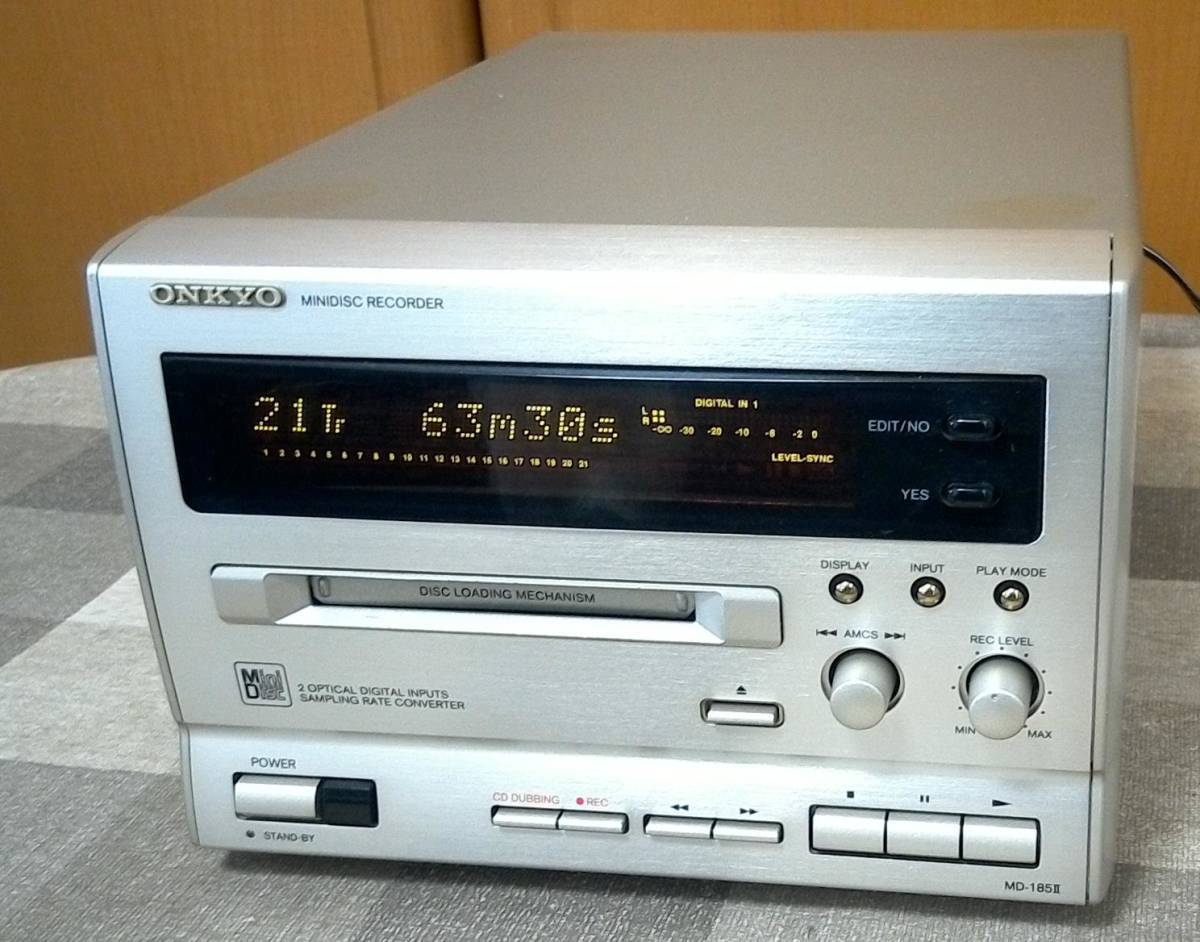 ONKYO MINIDISC RECORDER
21Tr 63m30s
L
R
-∞ -30 -20 -10 -6 -2 0
DIGITAL IN 1
LEVEL-SYNC
1 2 3 4 5 6 7 8 9 10 11 12 13 14 15 16 17 18 19 20 21
EDIT/NO
YES
DISC LOADING MECHANISM
DISPLAY INPUT PLAY MODE
AMCS
REC LEVEL
MIN MAX
Mini
Disc
2 OPTICAL DIGITAL INPUTS
SAMPLING RATE CONVERTER
POWER
STAND-BY
CD DUBBING REC
MD-185Ⅱ